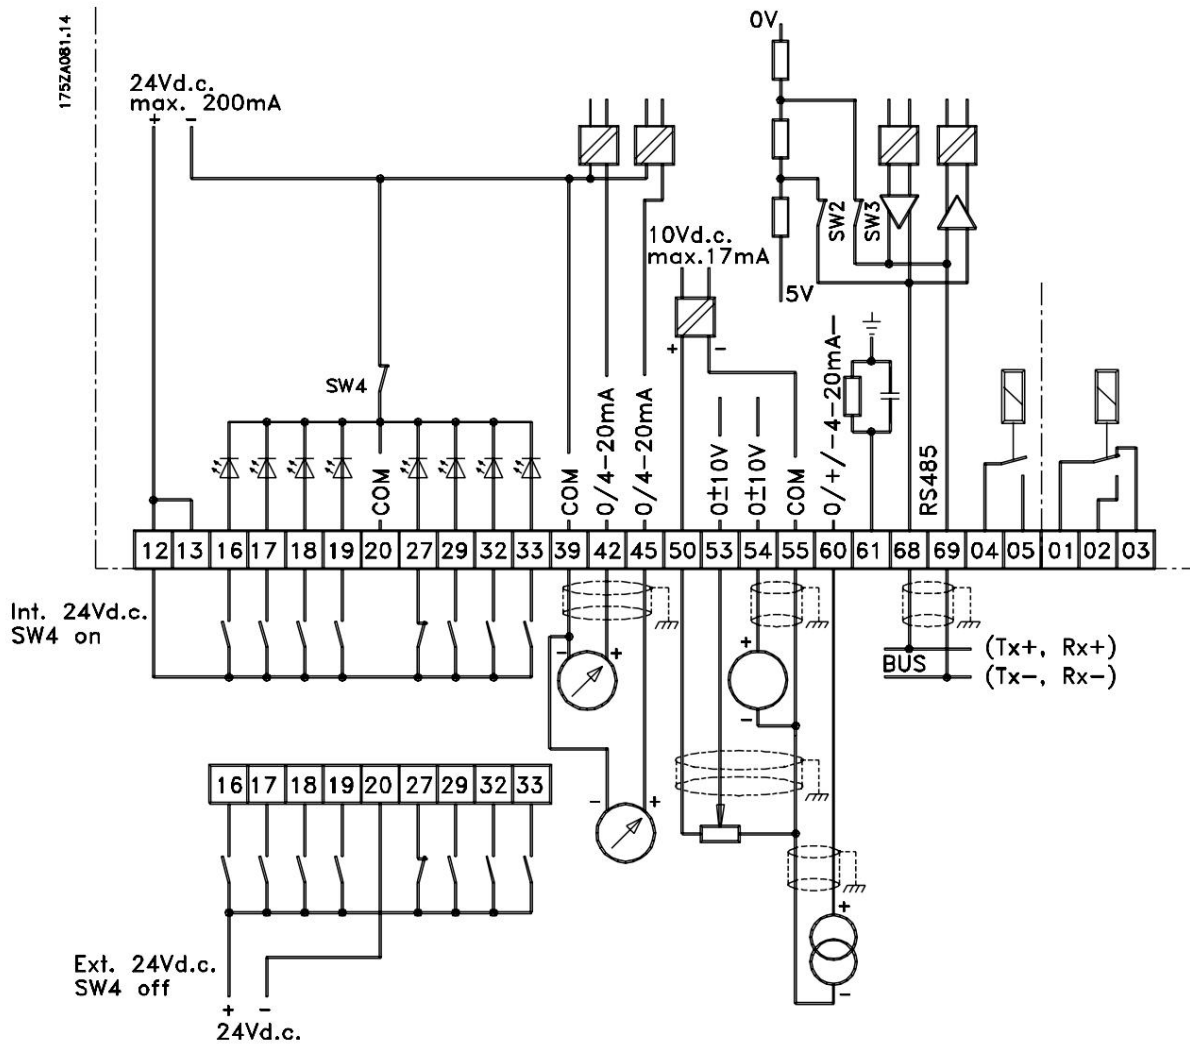 175ZA081.14
24Vd.c.
max. 200mA
+ -
0V
SW2
SW3
5V
10Vd.c.
max.17mA
+ -
SW4
COM
COM
0/4-20mA
0/4-20mA
0±10V
0±10V
COM
0/+/-4-20mA
RS485
12 13 16 17 18 19 20 27 29 32 33 39 42 45 50 53 54 55 60 61 68 69 04 05 01 02 03
Int. 24Vd.c.
SW4 on
- +
+
-
BUS
(Tx+, Rx+)
(Tx-, Rx-)
16 17 18 19 20 27 29 32 33
- +
+
-
Ext. 24Vd.c.
SW4 off
+ -
24Vd.c.